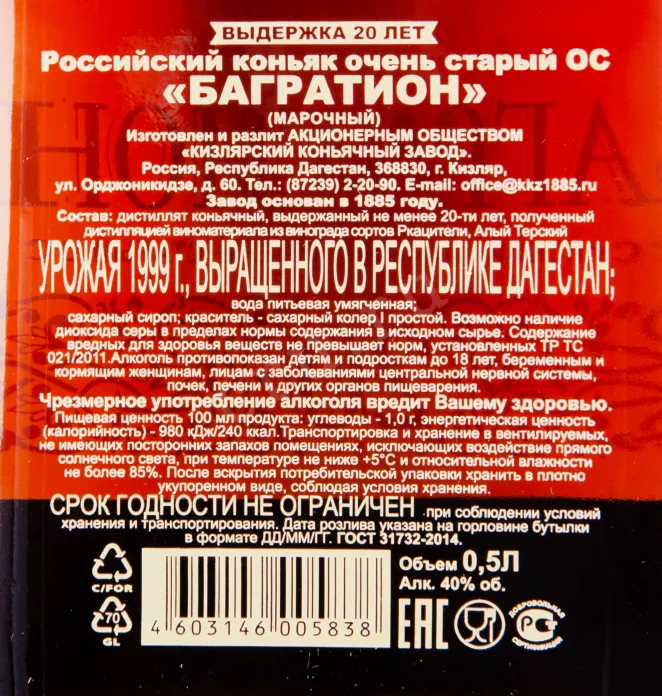 ВЫДЕРЖКА 20 ЛЕТ
Российский коньяк очень старый ОС
«БАГРАТИОН»
(МАРОЧНЫЙ)
Изготовлен и разлит АКЦИОНЕРНЫМ ОБЩЕСТВОМ
«КИЗЛЯРСКИЙ КОНЬЯЧНЫЙ ЗАВОД».
Россия, Республика Дагестан, 368830, г. Кизляр,
ул. Орджоникидзе, д. 60. Тел.: (87239) 2-20-90. E-mail: office@kkz1885.ru
Завод основан в 1885 году.
Состав: дистиллят коньячный, выдержанный не менее 20-ти лет, полученный
дистилляцией виноматериала из винограда сортов Ркацители, Алый Терский
УРОЖАЯ 1999 г., ВЫРАЩЕННОГО В РЕСПУБЛИКЕ ДАГЕСТАН;
вода питьевая умягченная;
сахарный сироп; краситель - сахарный колер I простой. Возможно наличие
диоксида серы в пределах нормы содержания в исходном сырье. Содержание
вредных для здоровья веществ не превышает норм, установленных ТР ТС
021/2011.Алкоголь противопоказан детям и подросткам до 18 лет, беременным и
кормящим женщинам, лицам с заболеваниями центральной нервной системы,
почек, печени и других органов пищеварения.
Чрезмерное употребление алкоголя вредит Вашему здоровью.
Пищевая ценность 100 мл продукта: углеводы - 1,0 г, энергетическая ценность
(калорийность) - 980 кДж/240 ккал.Транспортировка и хранение в вентилируемых,
не имеющих посторонних запахов помещениях, исключающих воздействие прямого
солнечного света, при температуре не ниже +5°С и относительной влажности
не более 85%. После вскрытия потребительской упаковки хранить в плотно
укупоренном виде, соблюдая условия хранения.
СРОК ГОДНОСТИ НЕ ОГРАНИЧЕН при соблюдении условий
хранения и транспортирования. Дата розлива указана на горловине бутылки
в формате ДД/ММ/ГГ. ГОСТ 31732-2014.
C/FOR
70
GL
4 603146 005838
Объем 0,5Л
Алк. 40% об.
ЕАС
ДОБРОВОЛЬНАЯ
СЕРТИФИКАЦИЯ